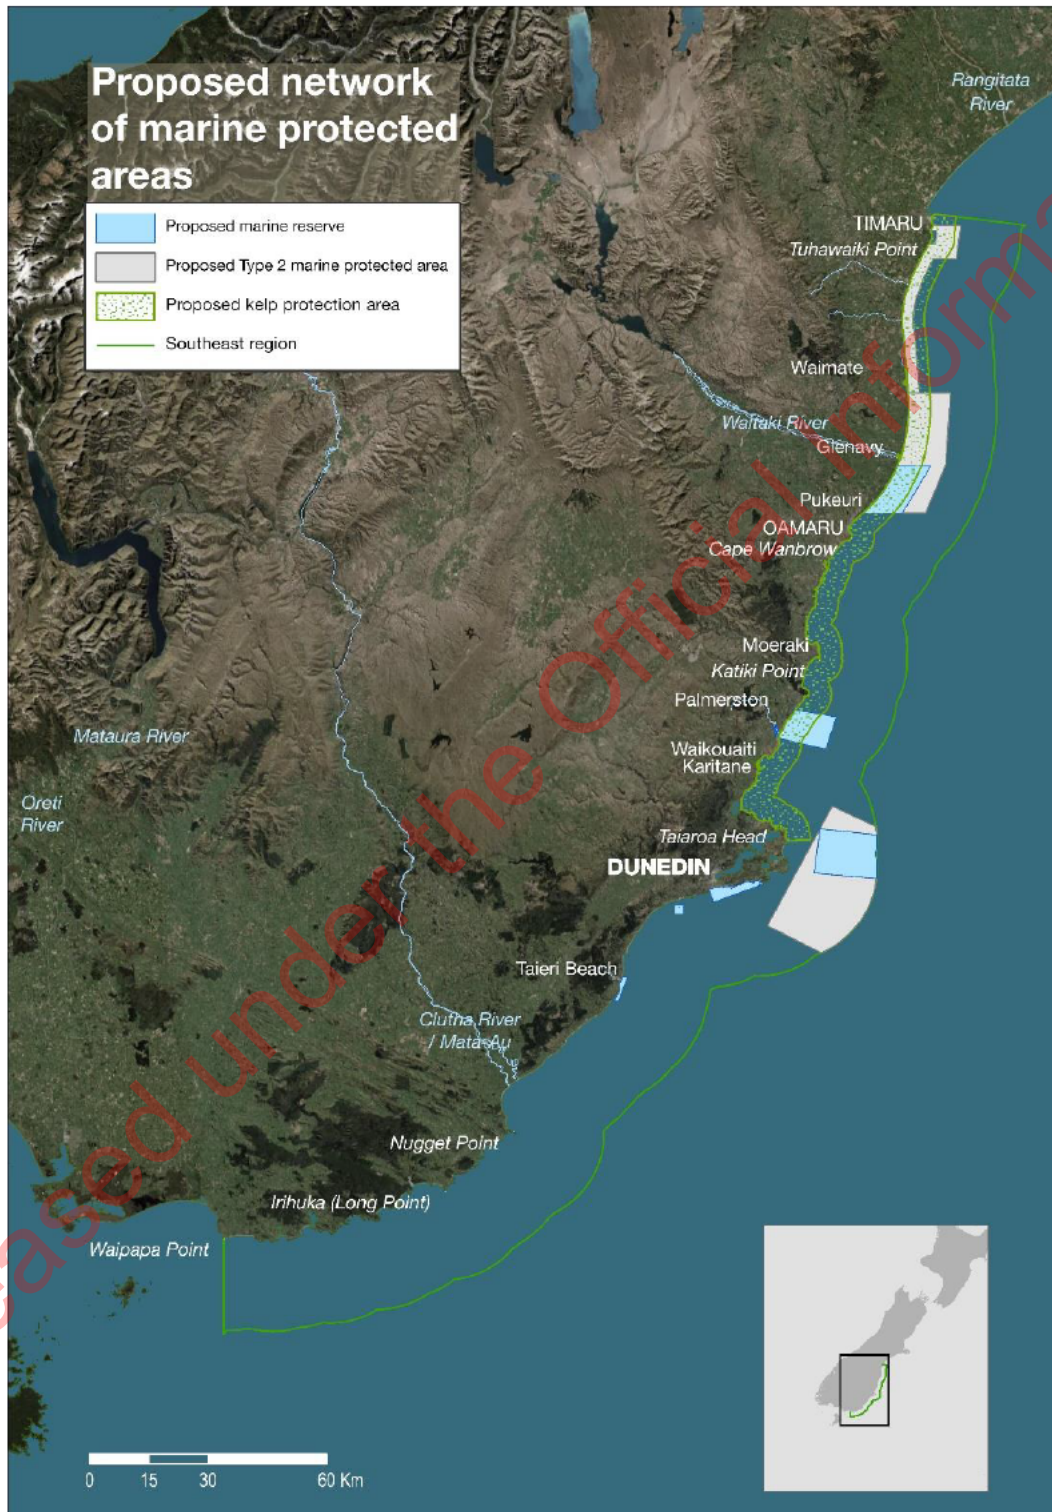 Proposed network
of marine protected
areas
Proposed marine reserve
Proposed Type 2 marine protected area
Proposed kelp protection area
Southeast region
Rangitata
River
TIMARU
Tuhawaiki Point
Waimate
Waitaki River
Glenavy
Pukeuri
OAMARU
Cape Wanbrow
Moeraki
Katiki Point
Palmerston
Waikouaiti
Karitane
Mataura River
Oreti
River
Taiaroa Head
DUNEDIN
Taieri Beach
Clutha River
/ Mata-Au
Nugget Point
Irihuka (Long Point)
Waipapa Point
0 15 30 60 Km
eased under the Official Informa